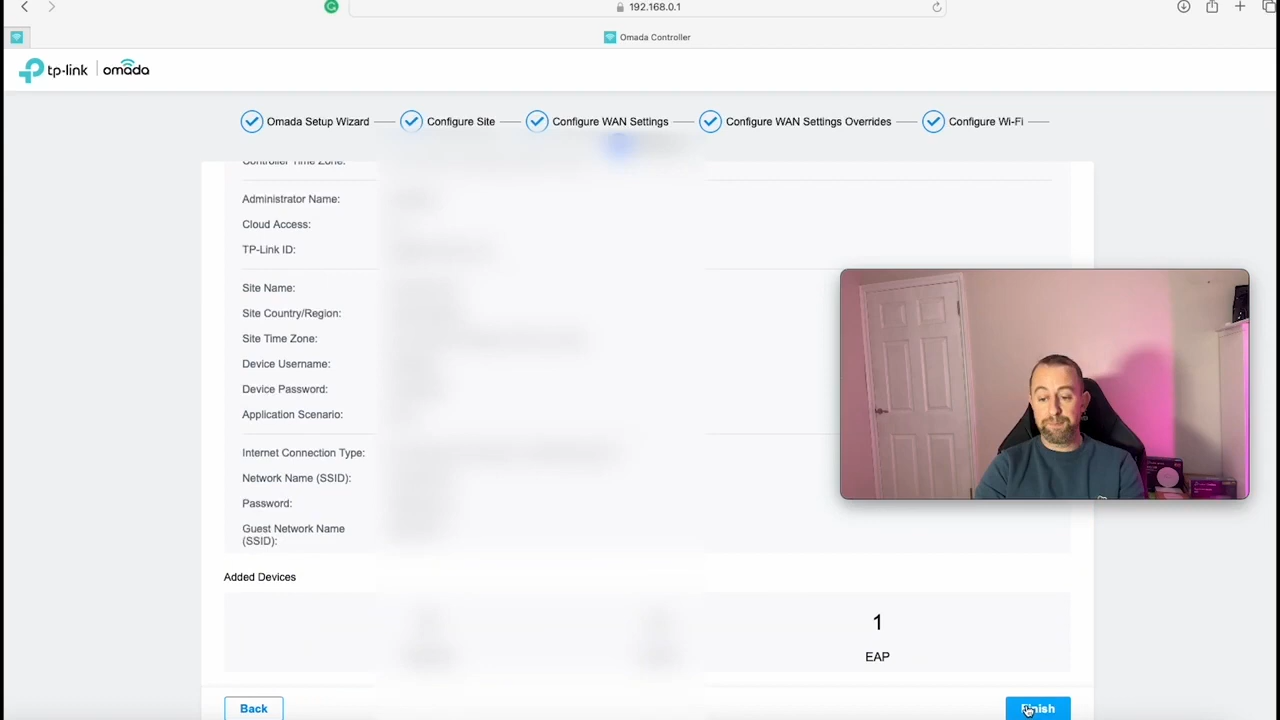 192.168.0.1
Omada Controller
tp-link | omada
Omada Setup Wizard
Configure Site
Configure WAN Settings
Configure WAN Settings Overrides
Configure Wi-Fi
Controller Time Zone:
Administrator Name:
Cloud Access:
TP-Link ID:
Site Name:
Site Country/Region:
Site Time Zone:
Device Username:
Device Password:
Application Scenario:
Internet Connection Type:
Network Name (SSID):
Password:
Guest Network Name
(SSID):
Added Devices
1
EAP
Back
Finish